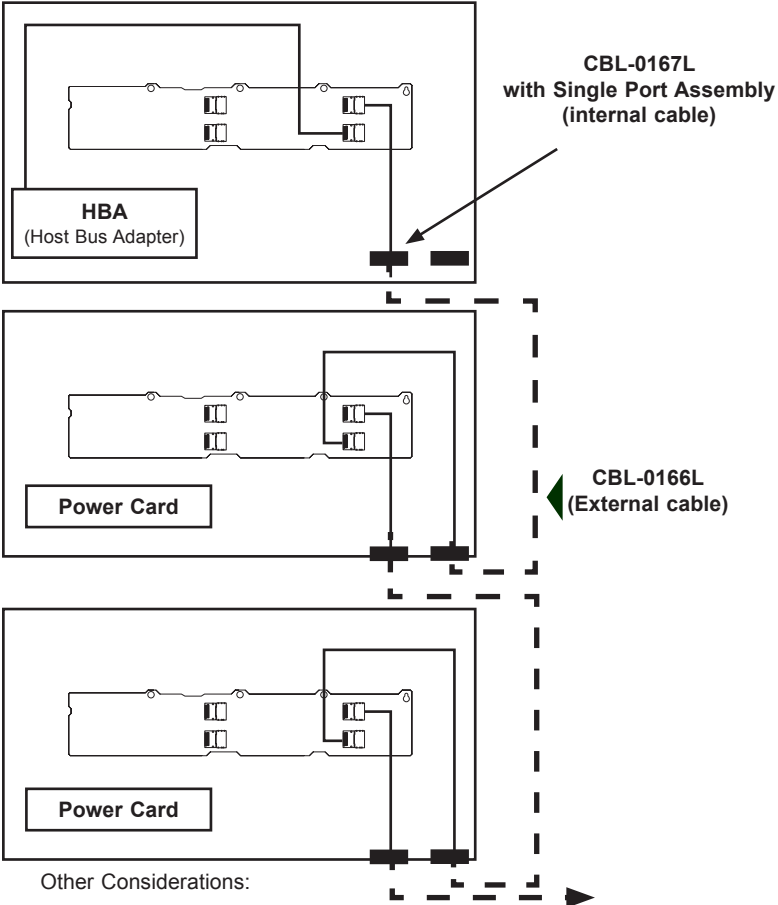 CBL-0167L
with Single Port Assembly
(internal cable)
HBA
(Host Bus Adapter)
CBL-0166L
(External cable)
Power Card
Power Card
Other Considerations: